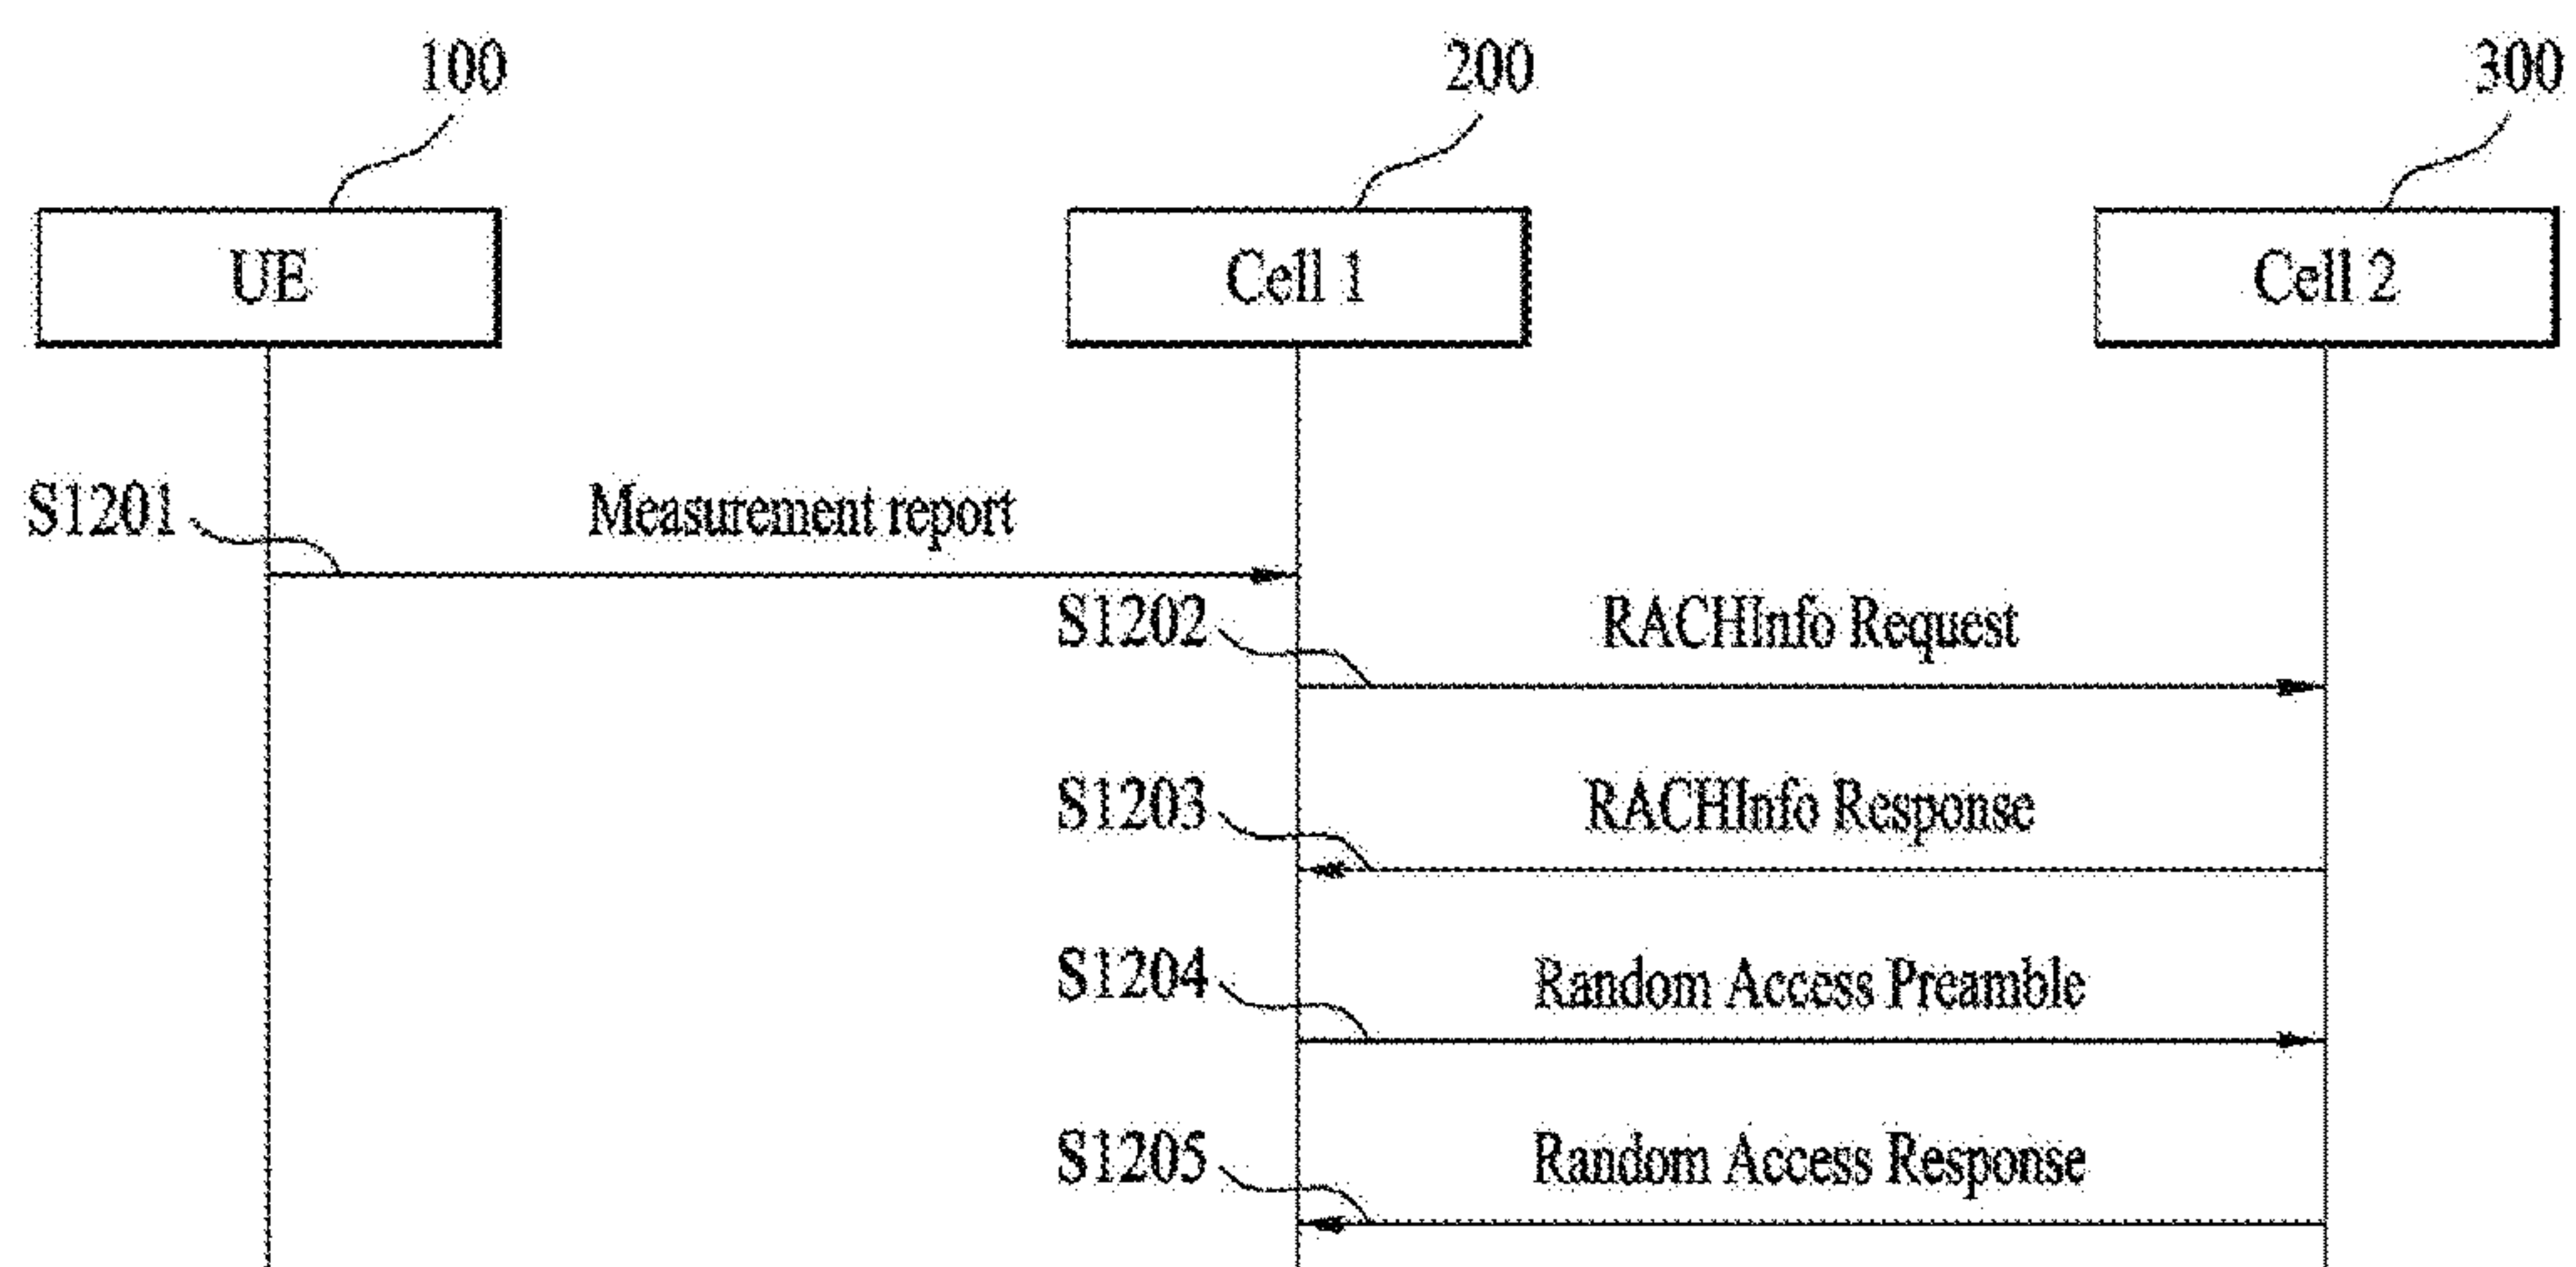 100
200
300
UE
Cell 1
Cell 2
S1201
Measurement report
S1202
RACHInfo Request
S1203
RACHInfo Response
S1204
Random Access Preamble
S1205
Random Access Response